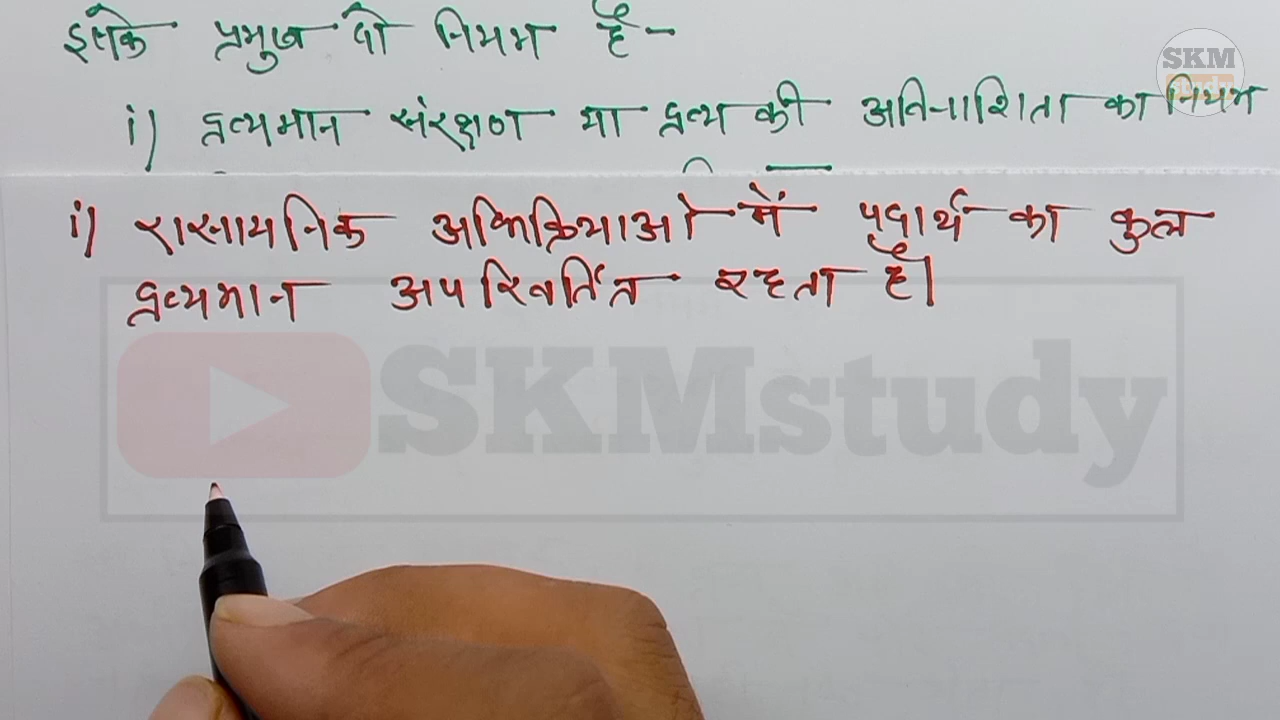 इसके प्रमुख दो नियम है -
i) द्रव्यमान संरक्षण या द्रव्य की अविनाशिता का नियम
i) रासायनिक अभिक्रियाओ में पदार्थ का कुल
द्रव्यमान अपरिवर्तित रहता है।
SKMstudy
SKM
study